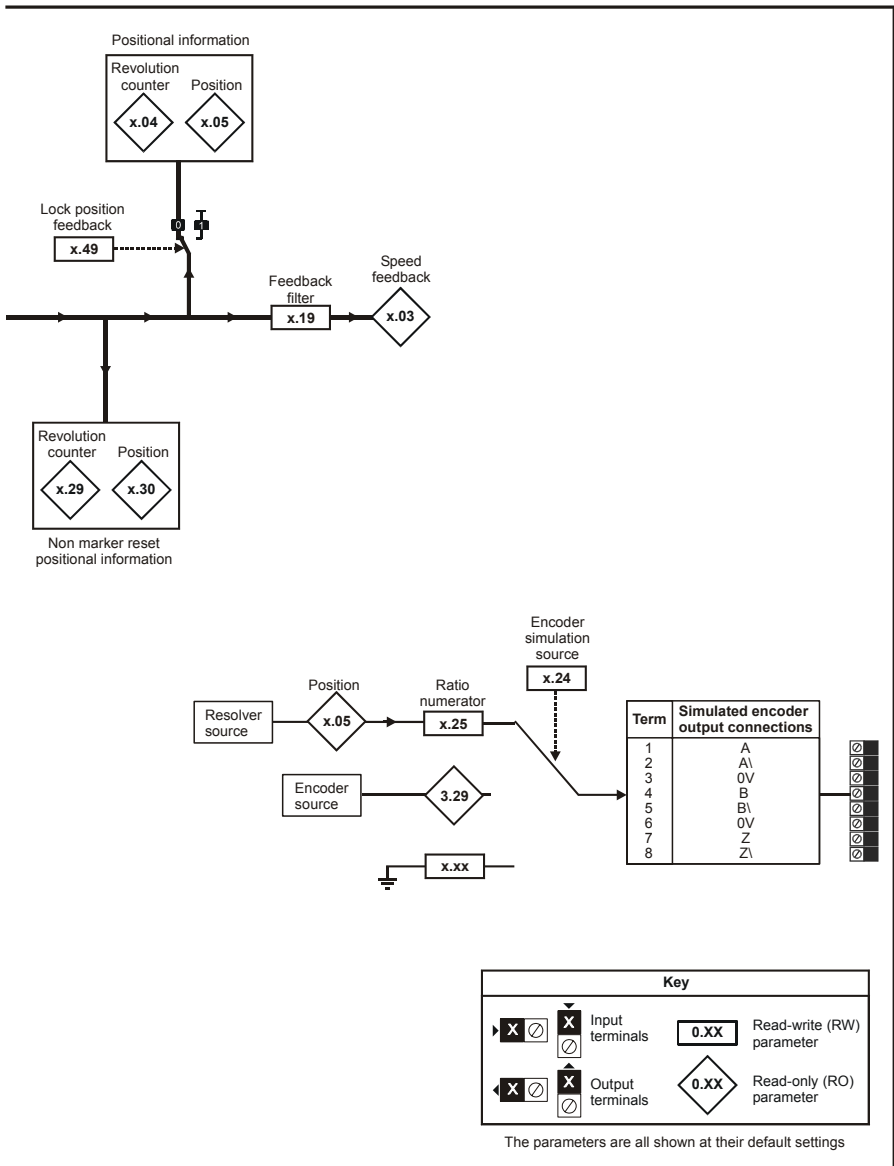 Positional information
Revolution
counter
Position
x.04
x.05
Lock position
feedback
x.49
0
1
Feedback
filter
x.19
Speed
feedback
x.03
Revolution
counter
Position
x.29
x.30
Non marker reset
positional information
Encoder
simulation
source
x.24
Resolver
source
Position
x.05
Ratio
numerator
x.25
Encoder
source
3.29
x.xx
Term Simulated encoder
output connections
1 A
2 A\
3 0V
4 B
5 B\
6 0V
7 Z
8 Z\
Key
X
X
Input
terminals
0.XX
Read-write (RW)
parameter
X
X
Output
terminals
0.XX
Read-only (RO)
parameter
The parameters are all shown at their default settings